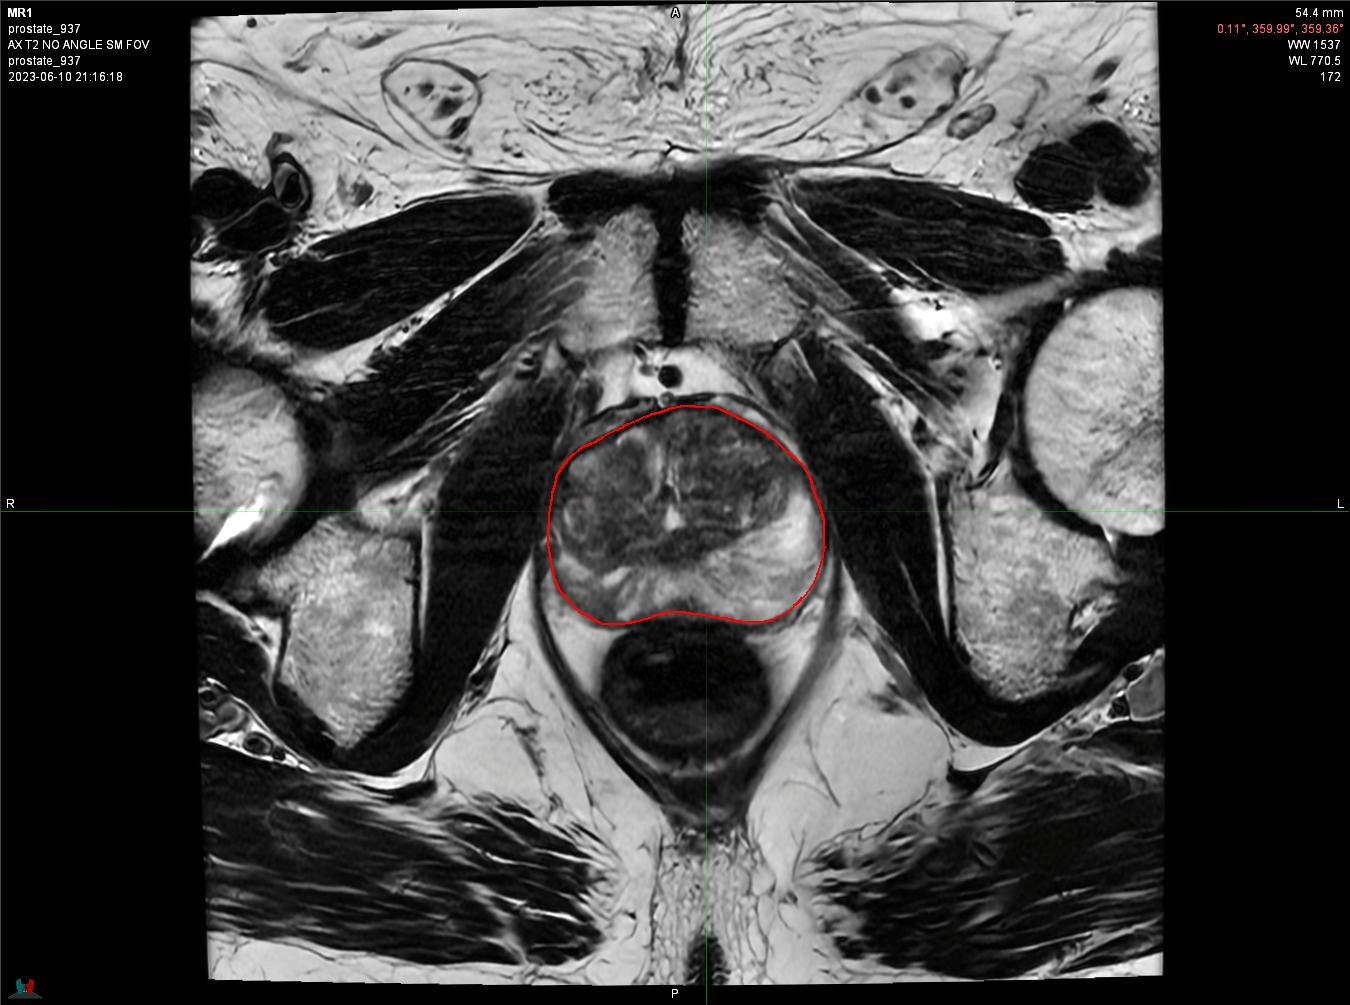 MR1
prostate_937
AX T2 NO ANGLE SM FOV
prostate_937
2023-06-10 21:16:18
A
54.4 mm
0.11°, 359.99°, 359.36°
WW 1537
WL 770.5
172
R
L
P